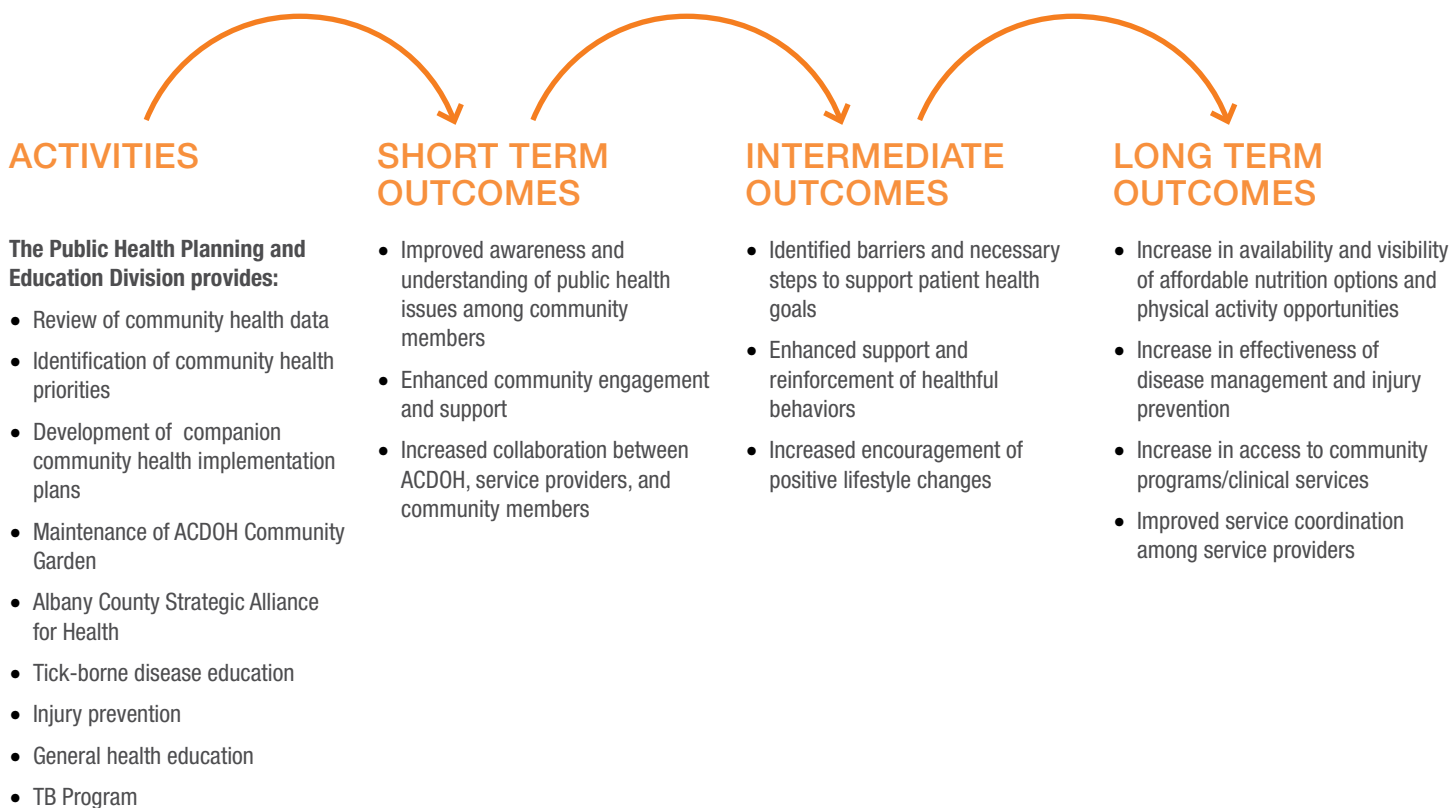 ACTIVITIES
The Public Health Planning and
Education Division provides:
• Review of community health data
• Identification of community health
priorities
• Development of  companion
community health implementation
plans
• Maintenance of ACDOH Community
Garden
• Albany County Strategic Alliance
for Health
• Tick-borne disease education
• Injury prevention
• General health education
• TB Program
SHORT TERM
OUTCOMES
• Improved awareness and
understanding of public health
issues among community
members
• Enhanced community engagement
and support
• Increased collaboration between
ACDOH, service providers, and
community members
INTERMEDIATE
OUTCOMES
• Identified barriers and necessary
steps to support patient health
goals
• Enhanced support and
reinforcement of healthful
behaviors
• Increased encouragement of
positive lifestyle changes
LONG TERM
OUTCOMES
• Increase in availability and visibility
of affordable nutrition options and
physical activity opportunities
• Increase in effectiveness of
disease management and injury
prevention
• Increase in access to community
programs/clinical services
• Improved service coordination
among service providers